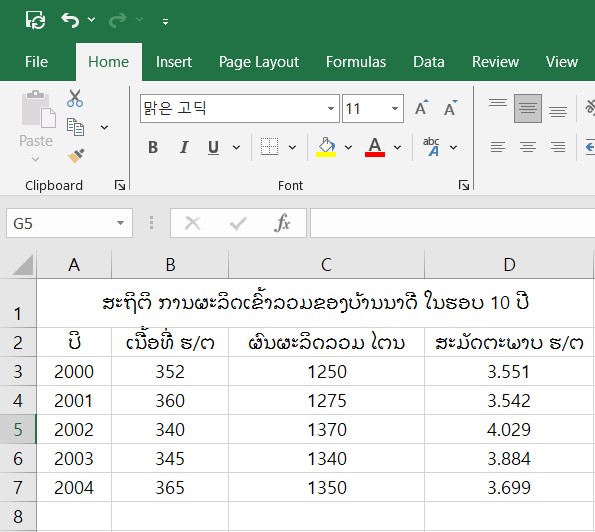 File Home Insert Page Layout Formulas Data Review View
Paste
맑은 고딕 11 A A
B I U A abc
Clipboard Font
G5 fx
A B C D
1 ສະຖິຕິ ການຜະລິດເຂົ້າລວມຂອງບ້ານນາດີ ໃນຮອບ 10 ປີ
2 ປີ ເນື້ອທີ່ ຮ/ຕ ຜົນຜະລິດລວມ ໂຕນ ສະມັດຕະພາບ ຮ/ຕ
3 2000 352 1250 3.551
4 2001 360 1275 3.542
5 2002 340 1370 4.029
6 2003 345 1340 3.884
7 2004 365 1350 3.699
8